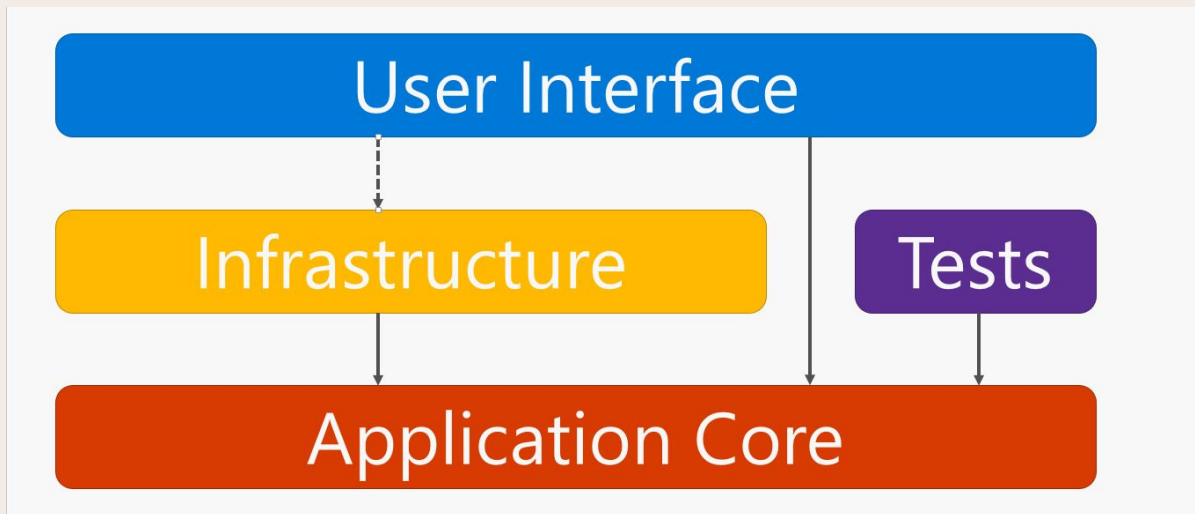 User Interface
Infrastructure
Tests
Application Core